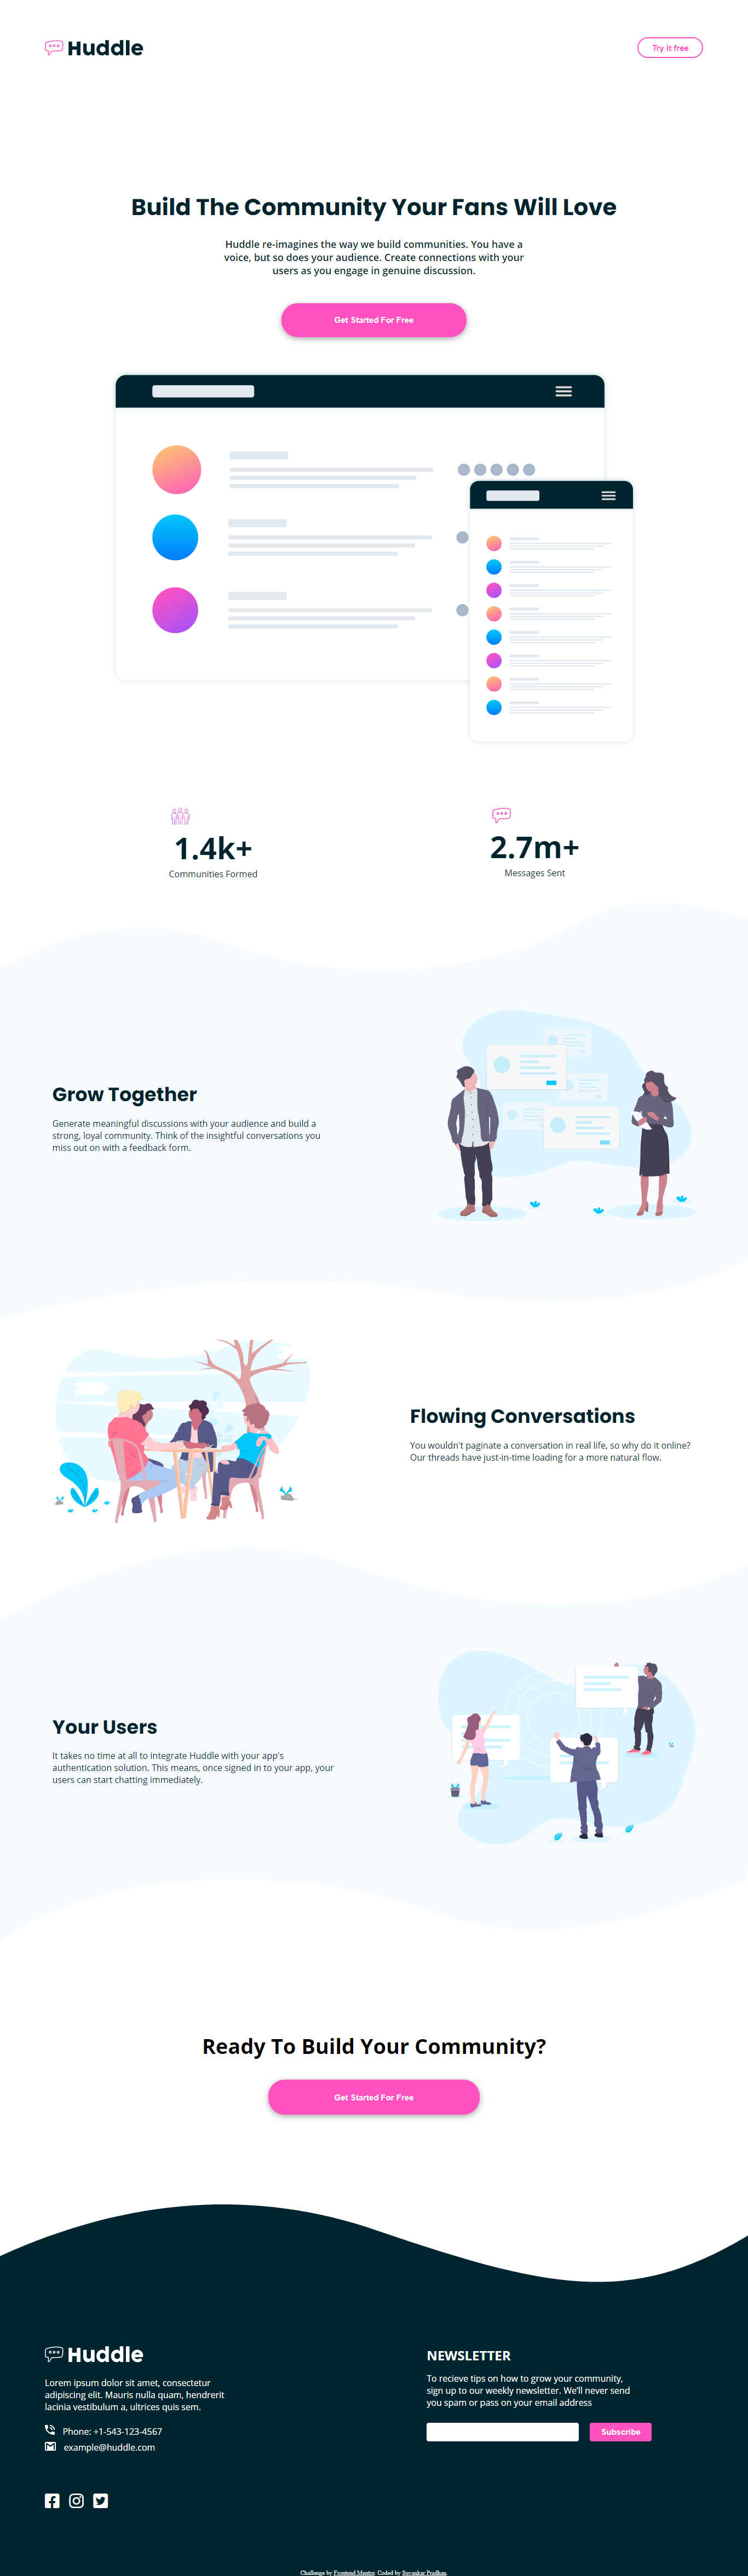 Huddle
Try it free
Build The Community Your Fans Will Love
Huddle re-imagines the way we build communities. You have a
voice, but so does your audience. Create connections with your
users as you engage in genuine discussion.
Get Started For Free
1.4k+
Communities Formed
2.7m+
Messages Sent
Grow Together
Generate meaningful discussions with your audience and build a
strong, loyal community. Think of the insightful conversations you
miss out on with a feedback form.
Flowing Conversations
You wouldn't paginate a conversation in real life, so why do it online?
Our threads have just-in-time loading for a more natural flow.
Your Users
It takes no time at all to integrate Huddle with your app's
authentication solution. This means, once signed in to your app, your
users can start chatting immediately.
Ready To Build Your Community?
Get Started For Free
Huddle
Lorem ipsum dolor sit amet, consectetur
adipiscing elit. Mauris nulla quam, hendrerit
lacinia vestibulum a, ultrices quis sem.
Phone: +1-543-123-4567
example@huddle.com
NEWSLETTER
To recieve tips on how to grow your community,
sign up to our weekly newsletter. We'll never send
you spam or pass on your email address
Subscribe
Challenge by Frontend Mentor. Coded by Suvankar Pradhan.